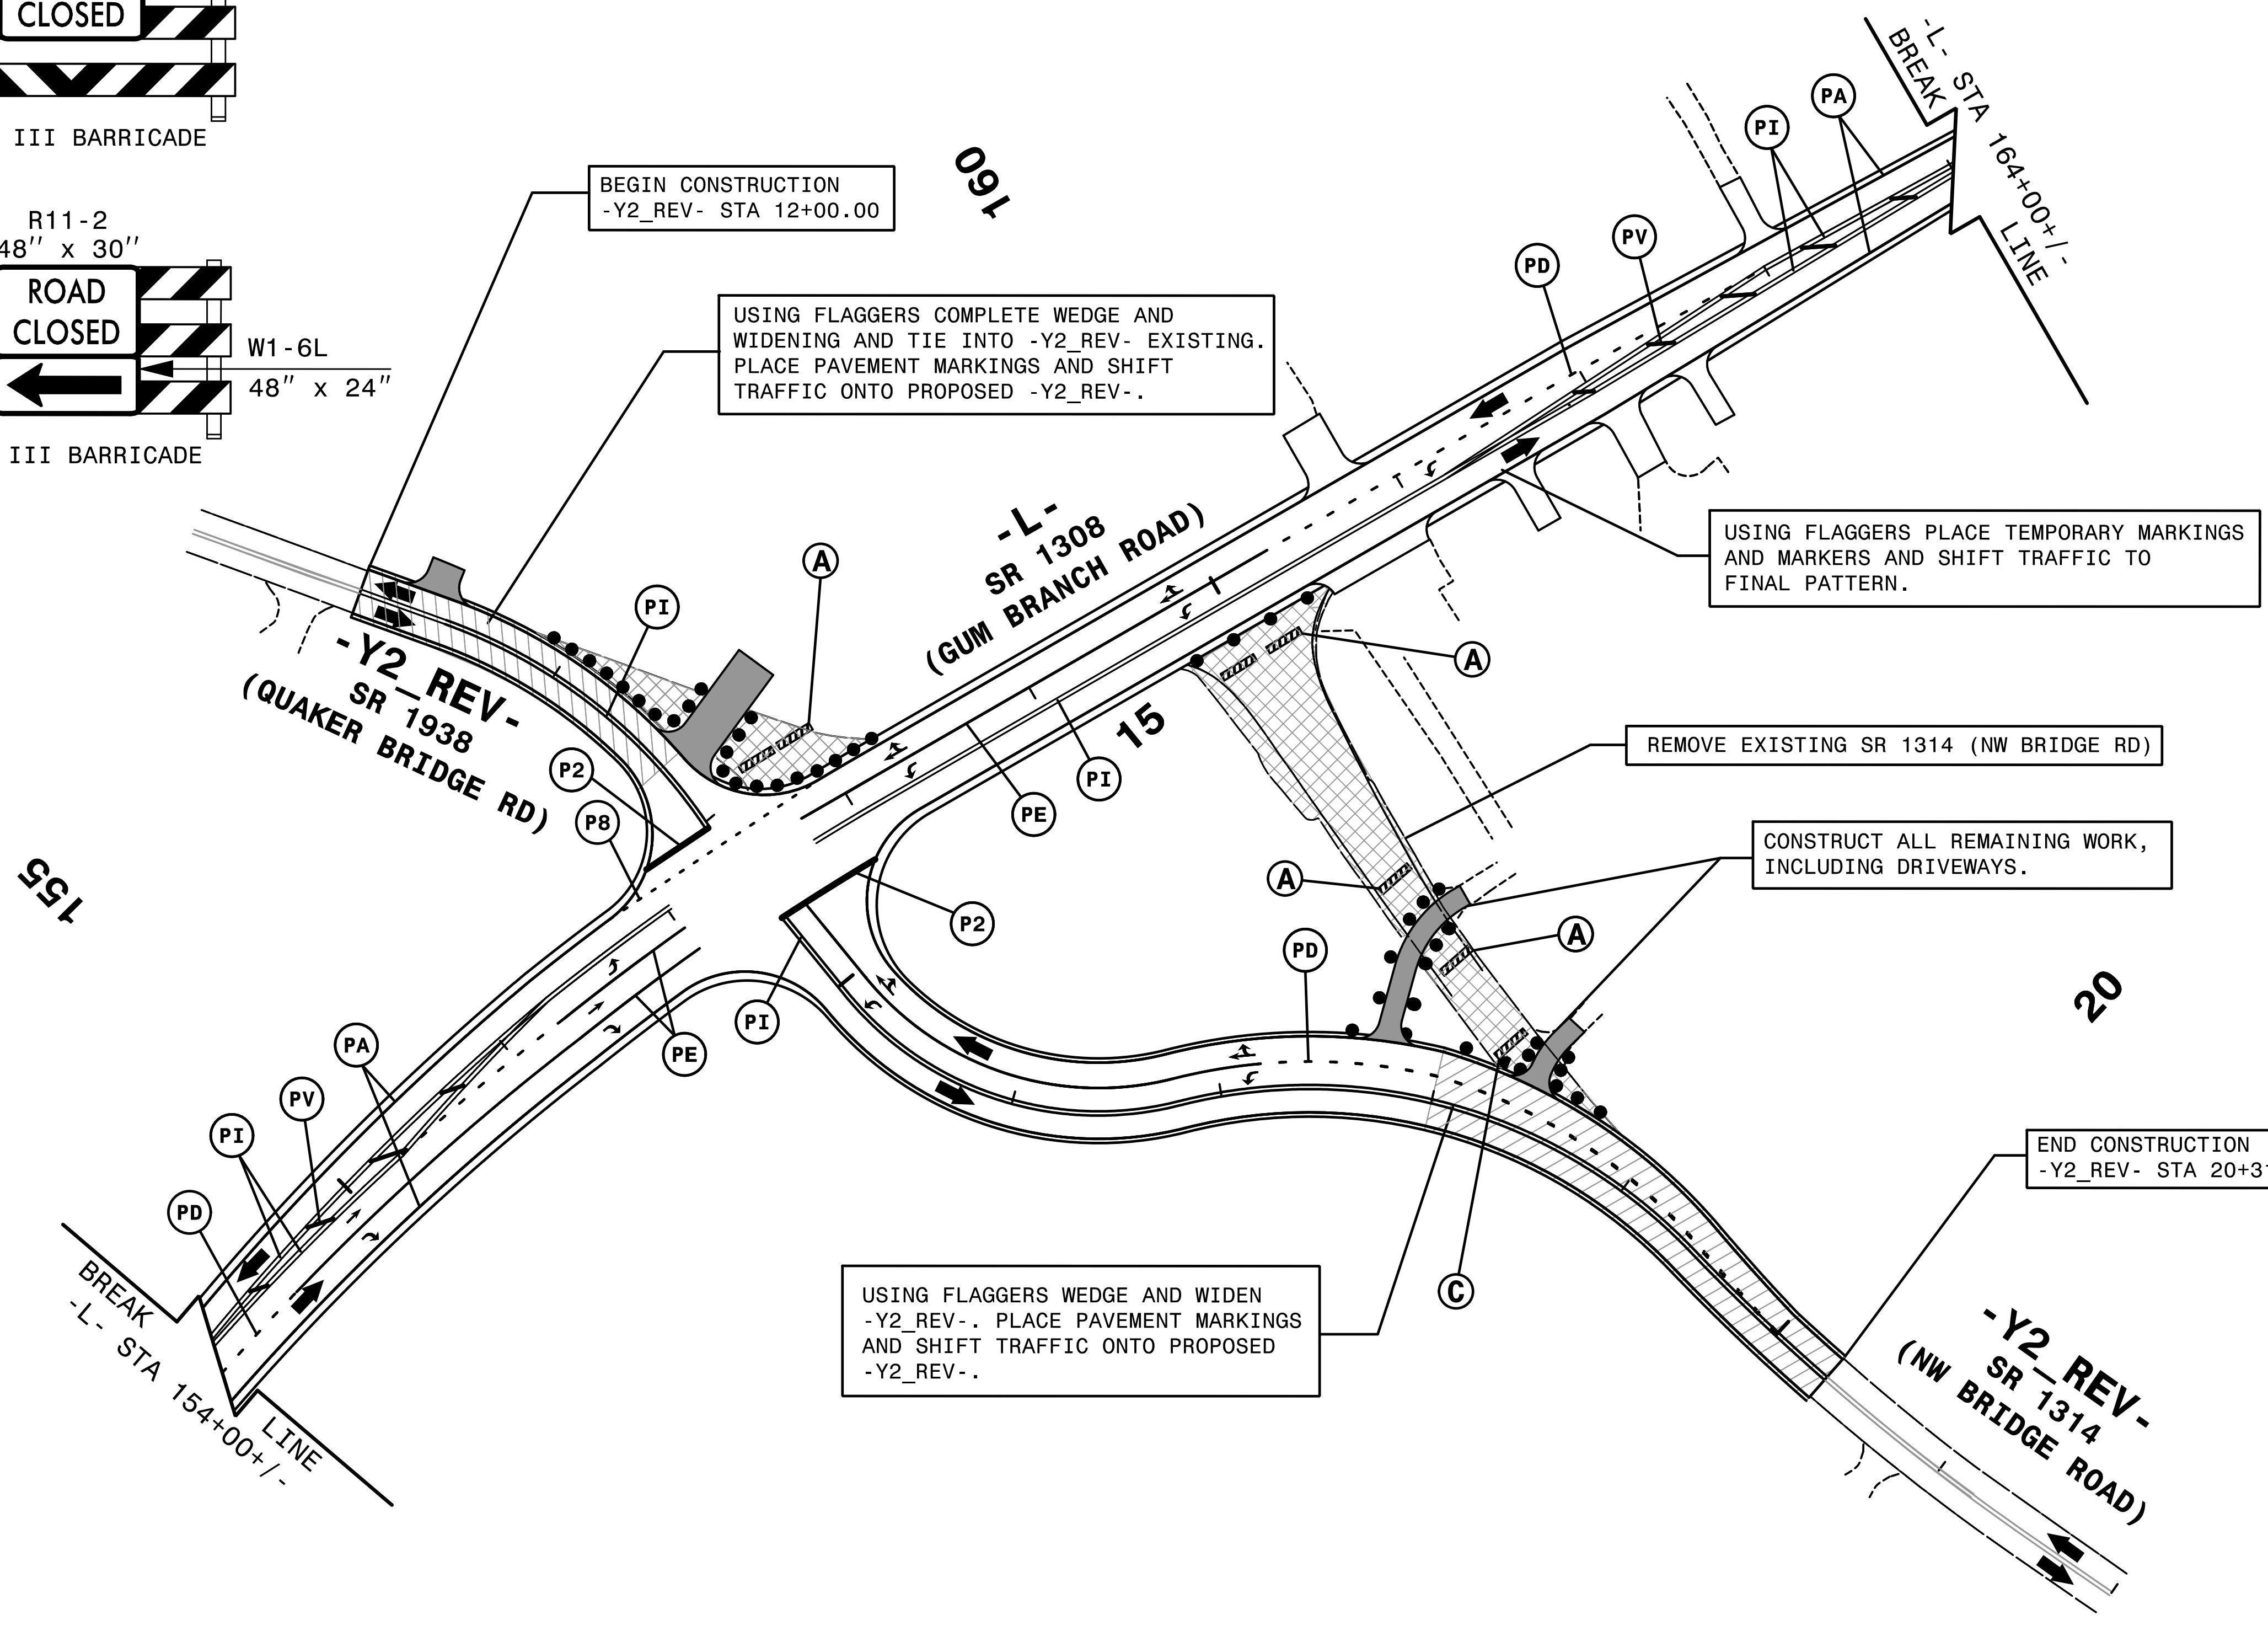 CLOSED
III BARRICADE
R11-2
48" x 30"
ROAD
CLOSED
W1-6L
48" x 24"
III BARRICADE
BEGIN CONSTRUCTION
-Y2_REV- STA 12+00.00
160
USING FLAGGERS COMPLETE WEDGE AND
WIDENING AND TIE INTO -Y2_REV- EXISTING.
PLACE PAVEMENT MARKINGS AND SHIFT
TRAFFIC ONTO PROPOSED -Y2_REV-.
-L- STA 164+00+/-
BREAK
LINE
PA
PI
PV
PD
-L-
SR 1308
(GUM BRANCH ROAD)
USING FLAGGERS PLACE TEMPORARY MARKINGS
AND MARKERS AND SHIFT TRAFFIC TO
FINAL PATTERN.
A
PI
A
-Y2_REV-
SR 1938
(QUAKER BRIDGE RD)
15
REMOVE EXISTING SR 1314 (NW BRIDGE RD)
P2
P8
PI
PE
CONSTRUCT ALL REMAINING WORK,
INCLUDING DRIVEWAYS.
155
A
P2
A
PD
20
PI
PE
PA
PV
PI
PD
END CONSTRUCTION
-Y2_REV- STA 20+3
BREAK
-L- STA 154+00+/-
LINE
USING FLAGGERS WEDGE AND WIDEN
-Y2_REV-. PLACE PAVEMENT MARKINGS
AND SHIFT TRAFFIC ONTO PROPOSED
-Y2_REV-.
C
-Y2_REV-
SR 1314
(NW BRIDGE ROAD)